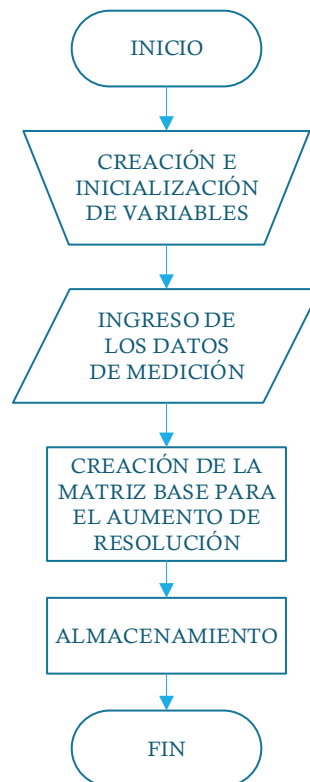 INICIO
CREACIÓN E
INICIALIZACIÓN
DE VARIABLES
INGRESO DE
LOS DATOS
DE MEDICIÓN
CREACIÓN DE LA
MATRIZ BASE PARA
EL AUMENTO DE
RESOLUCIÓN
ALMACENAMIENTO
FIN